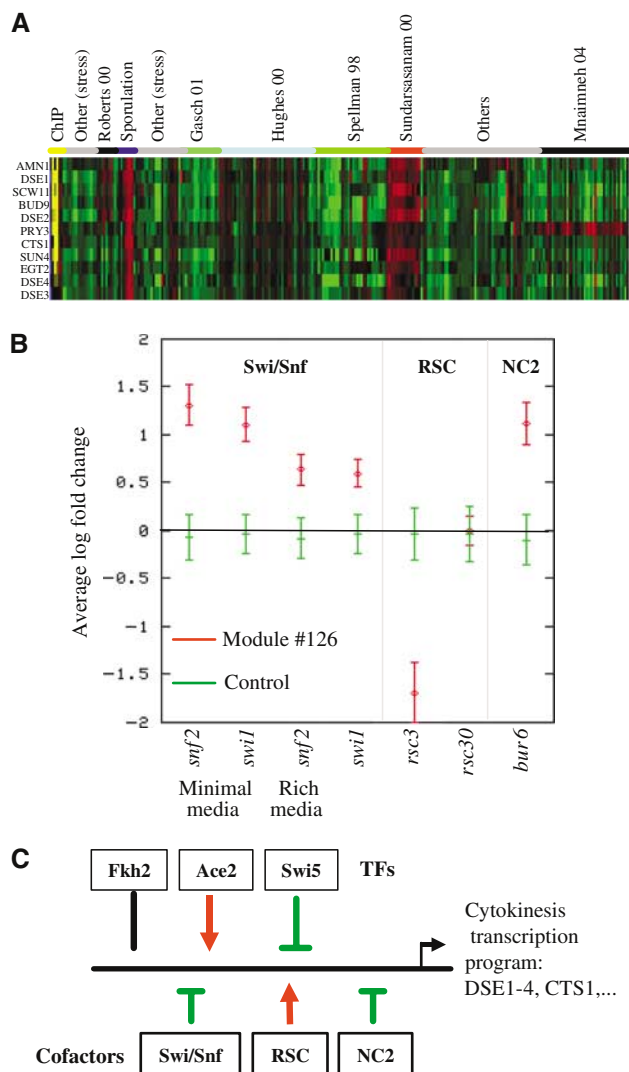 A
ChIP
Other (stress)
Roberts 00
Sporulation
Other (stress)
Gasch 01
Hughes 00
Spellman 98
Sundarsasanam 00
Others
Mnaimneh 04
AMN1
DSE1
SCW11
BUD9
DSE2
PRY3
CTS1
SUN4
EGT2
DSE4
DSE3
B
Average log fold change
2
1.5
1
0.5
0
-0.5
-1
-1.5
-2
Swi/Snf
RSC
NC2
Module #126
Control
snf2
swi1
snf2
swi1
rsc3
rsc30
bur6
Minimal media
Rich media
C
Fkh2
Ace2
Swi5
TFs
Cytokinesis
transcription
program:
DSE1-4, CTS1,...
Cofactors
Swi/Snf
RSC
NC2